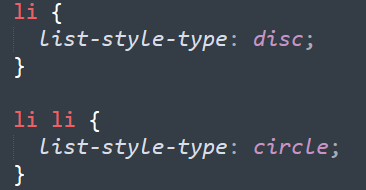 li {
  list-style-type: disc;
}

li li {
  list-style-type: circle;
}